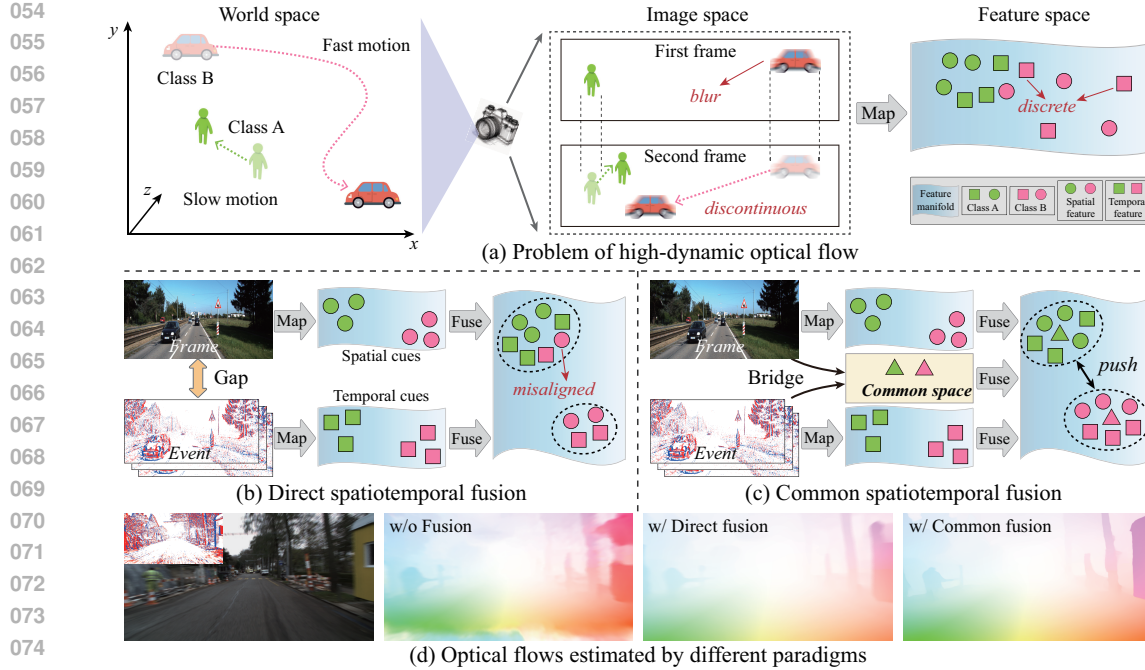 054
055
056
057
058
059
060
061
062
063
064
065
066
067
068
069
070
071
072
073
074
World space
y
Fast motion
Class B
Class A
z
Slow motion
x
Image space
First frame
blur
Second frame
discontinuous
Map
Feature space
discrete
Feature
manifold
Class A
Class B
Spatial
feature
Temporal
feature
(a) Problem of high-dynamic optical flow
Frame
Gap
Event
Map
Spatial cues
Fuse
misaligned
Temporal cues
Map
Fuse
(b) Direct spatiotemporal fusion
Frame
Bridge
Event
Map
Fuse
Common space
Fuse
push
Map
Fuse
(c) Common spatiotemporal fusion
w/o Fusion
w/ Direct fusion
w/ Common fusion
(d) Optical flows estimated by different paradigms